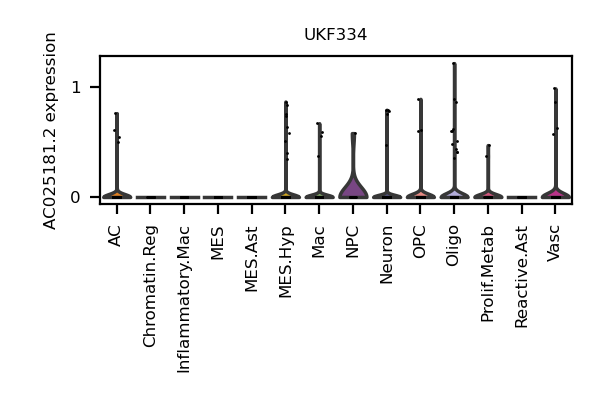 UKF334
AC025181.2 expression
1
0
AC
Chromatin.Reg
Inflammatory.Mac
MES
MES.Ast
MES.Hyp
Mac
NPC
Neuron
OPC
Oligo
Prolif.Metab
Reactive.Ast
Vasc